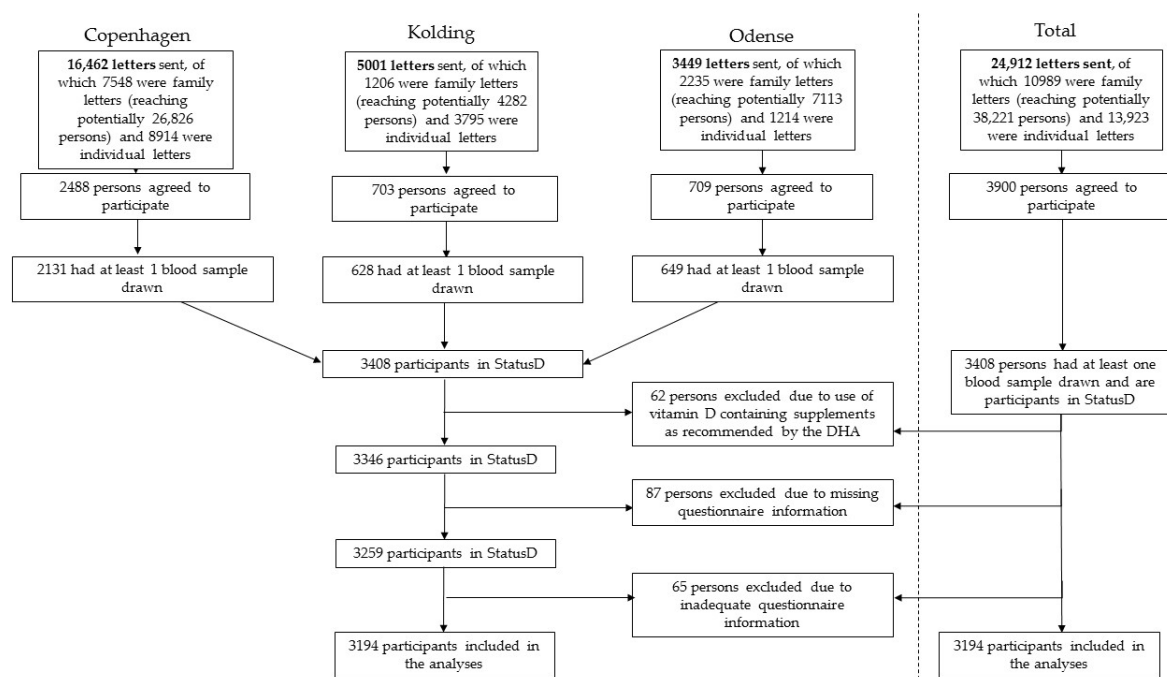 Copenhagen
16,462 letters sent, of
which 7548 were family
letters (reaching
potentially 26,826
persons) and 8914 were
individual letters
2488 persons agreed to
participate
2131 had at least 1 blood sample
drawn
Kolding
5001 letters sent, of which
1206 were family letters
(reaching potentially 4282
persons) and 3795 were
individual letters
703 persons agreed to
participate
628 had at least 1 blood sample
drawn
Odense
3449 letters sent, of which
2235 were family letters
(reaching potentially 7113
persons) and 1214 were
individual letters
709 persons agreed to
participate
649 had at least 1 blood sample
drawn
3408 participants in StatusD
62 persons excluded due to use of
vitamin D containing supplements
as recommended by the DHA
3346 participants in StatusD
87 persons excluded due to missing
questionnaire information
3259 participants in StatusD
65 persons excluded due to
inadequate questionnaire
information
3194 participants included in
the analyses
Total
24,912 letters sent, of
which 10989 were family
letters (reaching potentially
38,221 persons) and 13,923
were individual letters
3900 persons agreed to
participate
3408 persons had at least one
blood sample drawn and are
participants in StatusD
3194 participants included in
the analyses